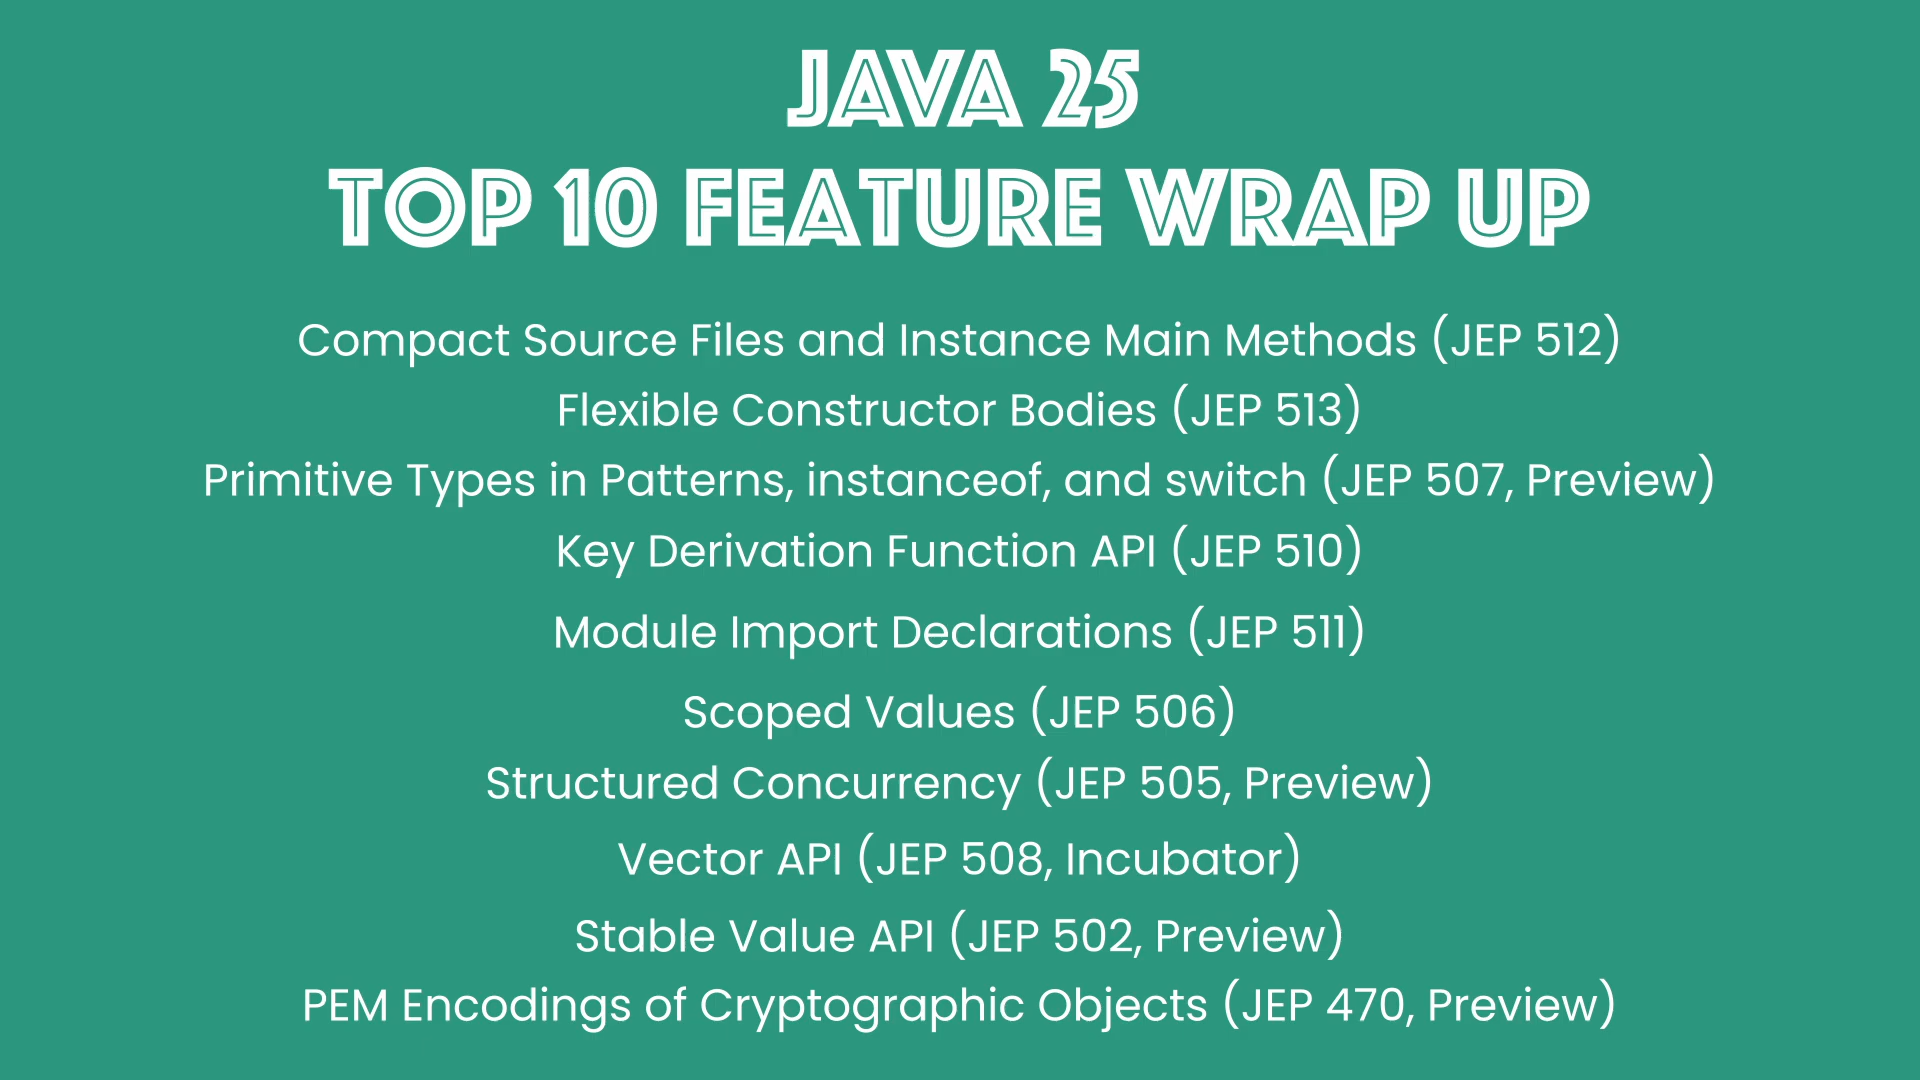 JAVA 25
TOP 10 FEATURE WRAP UP
Compact Source Files and Instance Main Methods (JEP 512)
Flexible Constructor Bodies (JEP 513)
Primitive Types in Patterns, instanceof, and switch (JEP 507, Preview)
Key Derivation Function API (JEP 510)
Module Import Declarations (JEP 511)
Scoped Values (JEP 506)
Structured Concurrency (JEP 505, Preview)
Vector API (JEP 508, Incubator)
Stable Value API (JEP 502, Preview)
PEM Encodings of Cryptographic Objects (JEP 470, Preview)